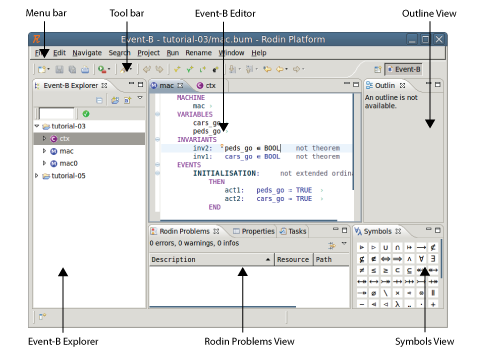 Menu bar
Tool bar
Event-B Editor
Outline View
Event-B - tutorial-03/mac.bum - Rodin Platform
File Edit Navigate Search Project Run Rename Window Help
Event-B
Event-B Explorer
mac
ctx
Outlin
An outline is not
available.
tutorial-03
ctx
mac
mac0
tutorial-05
MACHINE
mac
VARIABLES
cars_go
peds_go
INVARIANTS
inv2: peds_go ∈ BOOL not theorem
inv1: cars_go ∈ BOOL not theorem
EVENTS
INITIALISATION: not extended ordina
THEN
act1: peds_go ≔ TRUE
act2: cars_go ≔ TRUE
END
Rodin Problems
Properties
Tasks
Symbols
0 errors, 0 warnings, 0 infos
Description Resource Path
Event-B Explorer
Rodin Problems View
Symbols View